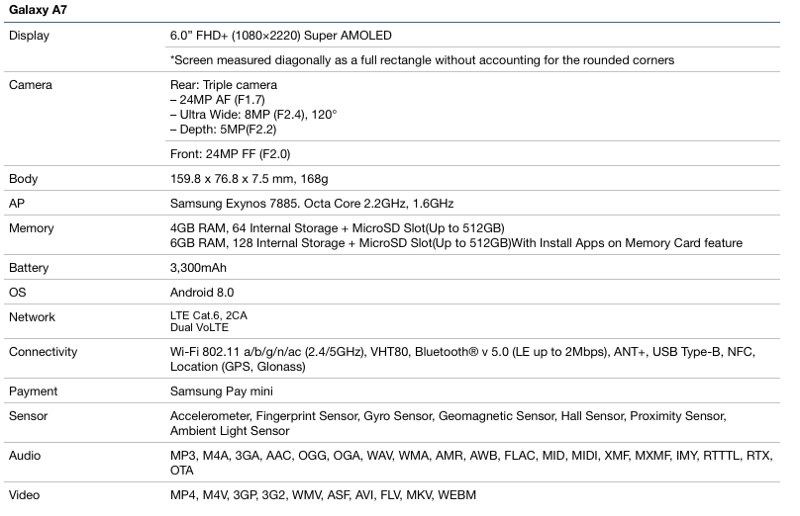 Galaxy A7
Display
6.0" FHD+ (1080×2220) Super AMOLED
*Screen measured diagonally as a full rectangle without accounting for the rounded corners
Camera
Rear: Triple camera
– 24MP AF (F1.7)
– Ultra Wide: 8MP (F2.4), 120°
– Depth: 5MP(F2.2)
Front: 24MP FF (F2.0)
Body
159.8 x 76.8 x 7.5 mm, 168g
AP
Samsung Exynos 7885. Octa Core 2.2GHz, 1.6GHz
Memory
4GB RAM, 64 Internal Storage + MicroSD Slot(Up to 512GB)
6GB RAM, 128 Internal Storage + MicroSD Slot(Up to 512GB)With Install Apps on Memory Card feature
Battery
3,300mAh
OS
Android 8.0
Network
LTE Cat.6, 2CA
Dual VoLTE
Connectivity
Wi-Fi 802.11 a/b/g/n/ac (2.4/5GHz), VHT80, Bluetooth® v 5.0 (LE up to 2Mbps), ANT+, USB Type-B, NFC,
Location (GPS, Glonass)
Payment
Samsung Pay mini
Sensor
Accelerometer, Fingerprint Sensor, Gyro Sensor, Geomagnetic Sensor, Hall Sensor, Proximity Sensor,
Ambient Light Sensor
Audio
MP3, M4A, 3GA, AAC, OGG, OGA, WAV, WMA, AMR, AWB, FLAC, MID, MIDI, XMF, MXMF, IMY, RTTTL, RTX,
OTA
Video
MP4, M4V, 3GP, 3G2, WMV, ASF, AVI, FLV, MKV, WEBM